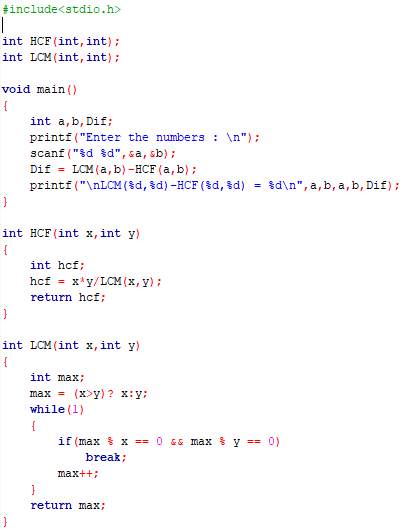 #include<stdio.h>
int HCF(int,int);
int LCM(int,int);
void main()
{
int a,b,Dif;
printf("Enter the numbers : \n");
scanf("%d %d",&a,&b);
Dif = LCM(a,b)-HCF(a,b);
printf("\nLCM(%d,%d)-HCF(%d,%d) = %d\n",a,b,a,b,Dif);
}
int HCF(int x,int y)
{
int hcf;
hcf = x*y/LCM(x,y);
return hcf;
}
int LCM(int x,int y)
{
int max;
max = (x>y)? x:y;
while(1)
{
if(max % x == 0 && max % y == 0)
break;
max++;
}
return max;
}